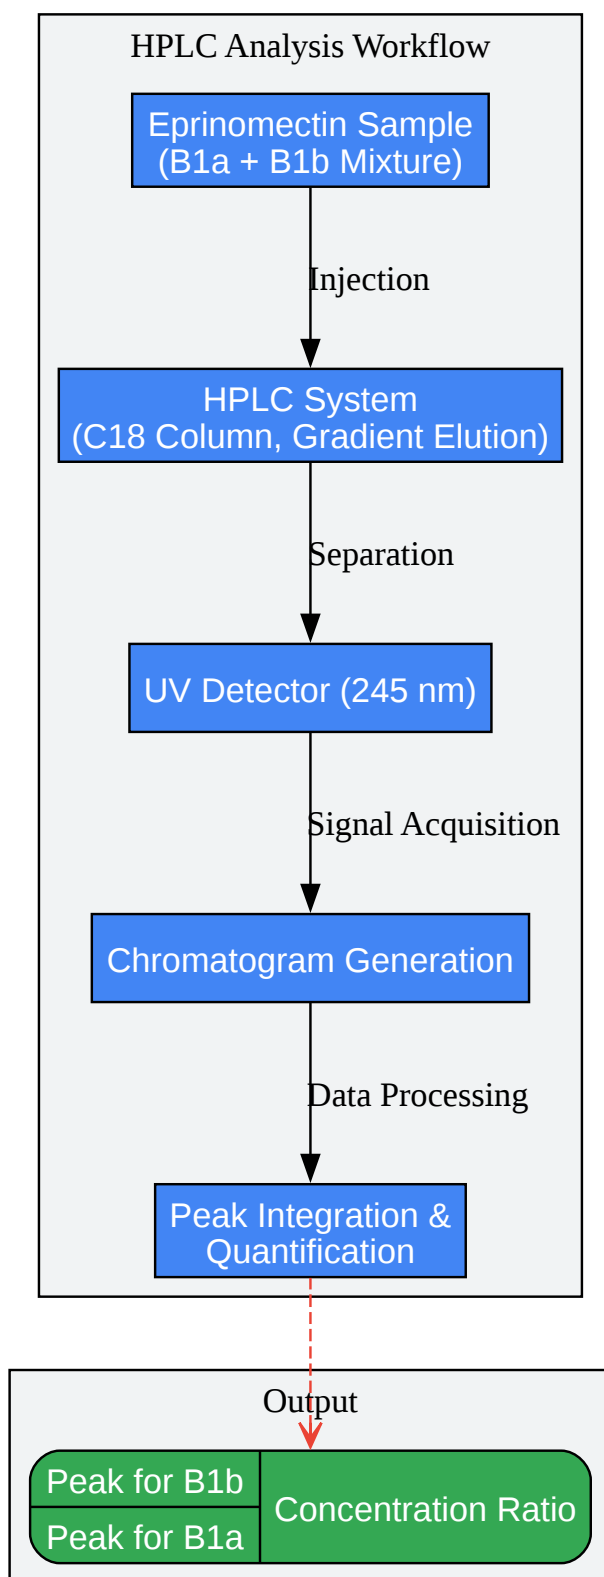 HPLC Analysis Workflow
Eprinomectin Sample
(B1a + B1b Mixture)
Injection
HPLC System
(C18 Column, Gradient Elution)
Separation
UV Detector (245 nm)
Signal Acquisition
Chromatogram Generation
Data Processing
Peak Integration &
Quantification
Output
Peak for B1b
Peak for B1a
Concentration Ratio